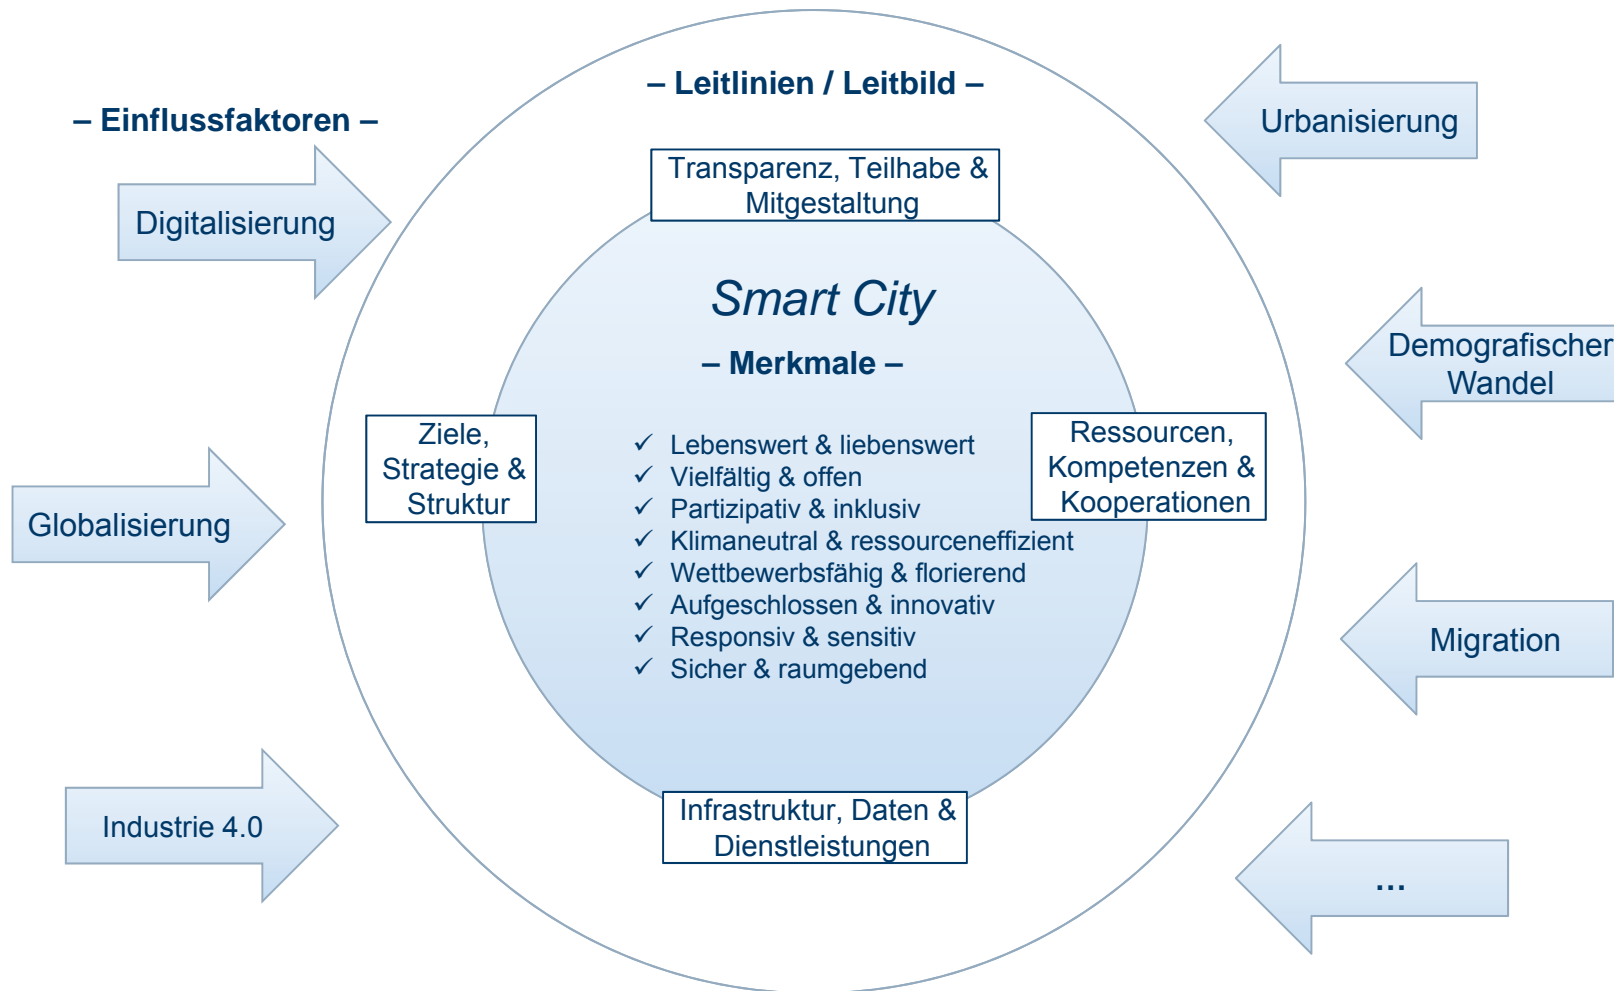 – Einflussfaktoren –
Digitalisierung
Globalisierung
Industrie 4.0
– Leitlinien / Leitbild –
Transparenz, Teilhabe &
Mitgestaltung
Smart City
– Merkmale –
Ziele,
Strategie &
Struktur
✓ Lebenswert & liebenswert
✓ Vielfältig & offen
✓ Partizipativ & inklusiv
✓ Klimaneutral & ressourceneffizient
✓ Wettbewerbsfähig & florierend
✓ Aufgeschlossen & innovativ
✓ Responsiv & sensitiv
✓ Sicher & raumgebend
Ressourcen,
Kompetenzen &
Kooperationen
Infrastruktur, Daten &
Dienstleistungen
Urbanisierung
Demografischer
Wandel
Migration
...